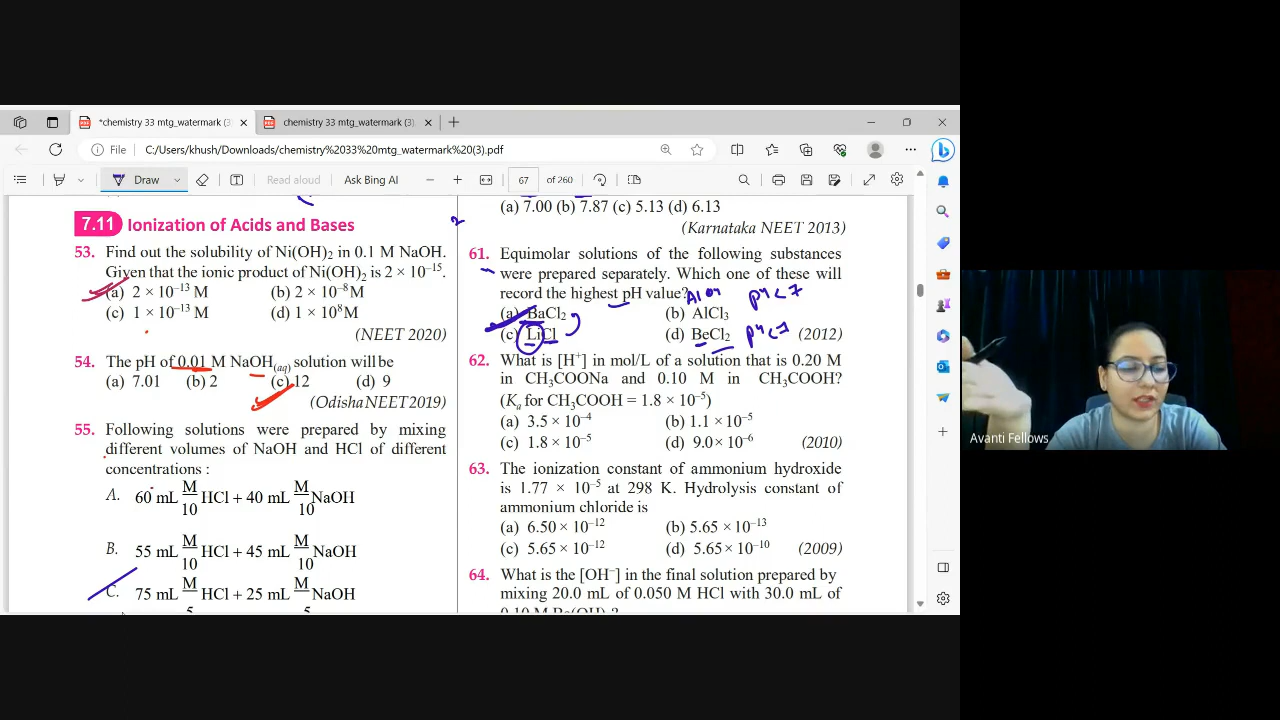 *chemistry 33 mtg_watermark (3)
chemistry 33 mtg_watermark (3).
File C:/Users/khush/Downloads/chemistry%2033%20mtg_watermark%20(3).pdf
Draw Read aloud Ask Bing AI 67 of 260
7.11 Ionization of Acids and Bases
53. Find out the solubility of Ni(OH)₂ in 0.1 M NaOH.
Given that the ionic product of Ni(OH)₂ is 2 × 10⁻¹⁵.
(a) 2 × 10⁻¹³ M (b) 2 × 10⁻⁸ M
(c) 1 × 10⁻¹³ M (d) 1 × 10⁸ M
(NEET 2020)
54. The pH of 0.01 M NaOH(aq) solution will be
(a) 7.01 (b) 2 (c) 12 (d) 9
(Odisha NEET 2019)
55. Following solutions were prepared by mixing
different volumes of NaOH and HCl of different
concentrations :
A. 60 mL M/10 HCl + 40 mL M/10 NaOH
B. 55 mL M/10 HCl + 45 mL M/10 NaOH
C. 75 mL M/5 HCl + 25 mL M/5 NaOH
2
(a) 7.00 (b) 7.87 (c) 5.13 (d) 6.13
(Karnataka NEET 2013)
61. Equimolar solutions of the following substances
were prepared separately. Which one of these will
record the highest pH value?
(a) BaCl₂ (b) AlCl₃ pH<7
(c) LiCl (d) BeCl₂ (2012)
pH<7
62. What is [H⁺] in mol/L of a solution that is 0.20 M
in CH₃COONa and 0.10 M in CH₃COOH?
(Kₐ for CH₃COOH = 1.8 × 10⁻⁵)
(a) 3.5 × 10⁻⁴ (b) 1.1 × 10⁻⁵
(c) 1.8 × 10⁻⁵ (d) 9.0 × 10⁻⁶ (2010)
63. The ionization constant of ammonium hydroxide
is 1.77 × 10⁻⁵ at 298 K. Hydrolysis constant of
ammonium chloride is
(a) 6.50 × 10⁻¹² (b) 5.65 × 10⁻¹³
(c) 5.65 × 10⁻¹² (d) 5.65 × 10⁻¹⁰ (2009)
64. What is the [OH⁻] in the final solution prepared by
mixing 20.0 mL of 0.050 M HCl with 30.0 mL of
0.10 M Ba(OH)₂?
Avanti Fellows